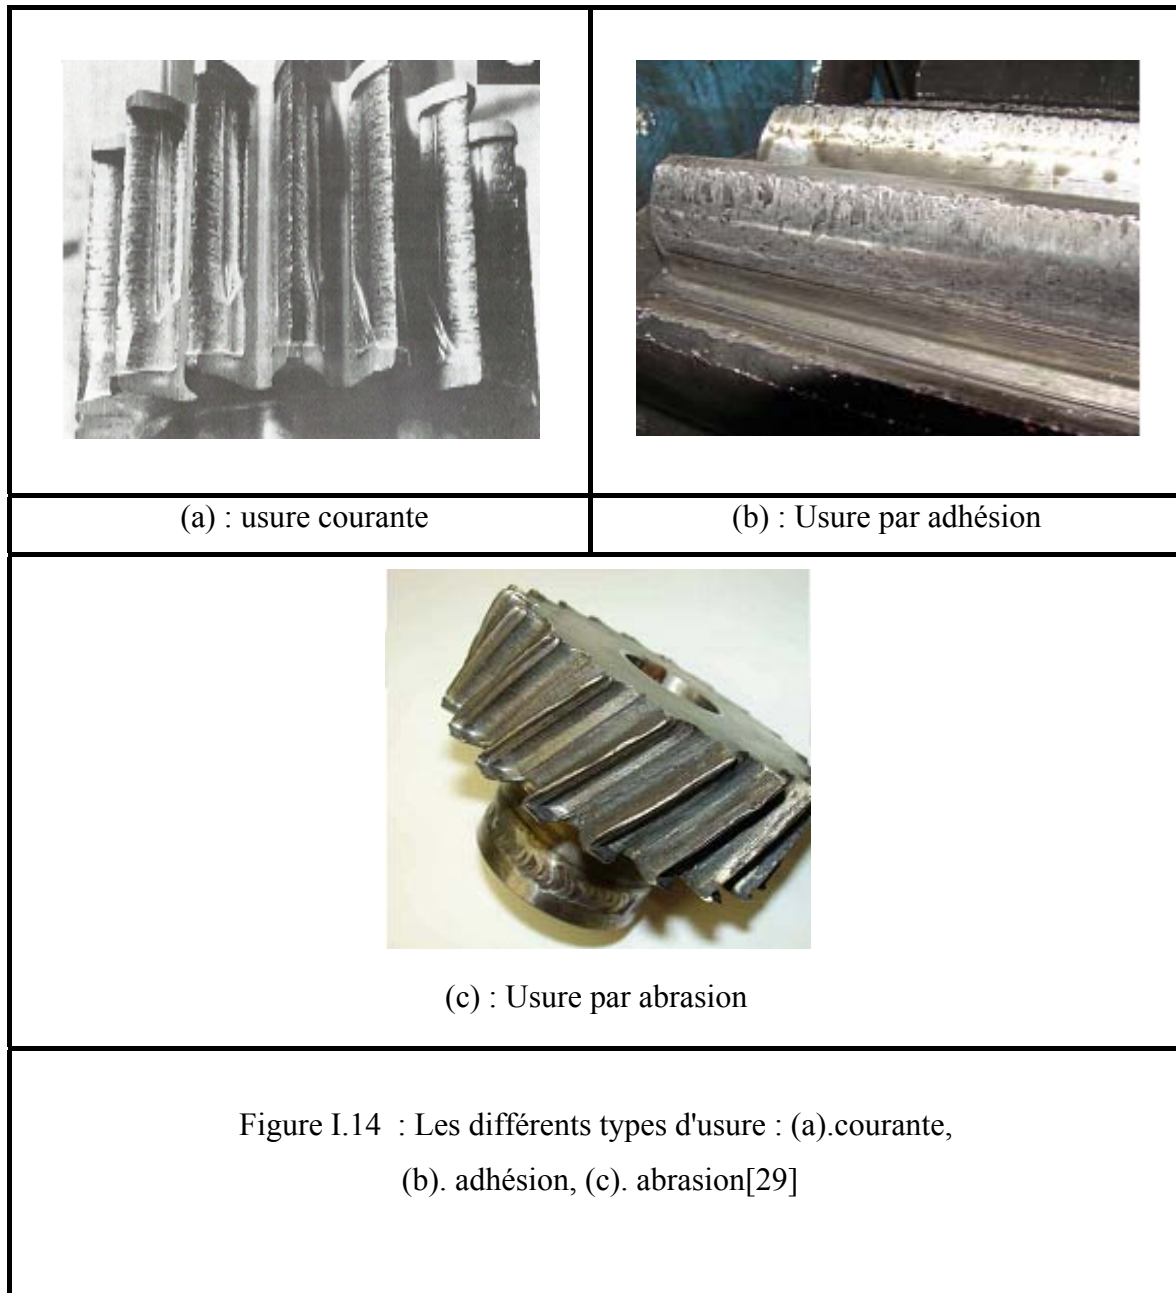 (a) : usure courante
(b) : Usure par adhésion
(c) : Usure par abrasion
Figure I.14 : Les différents types d'usure : (a).courante,
(b). adhésion, (c). abrasion[29]